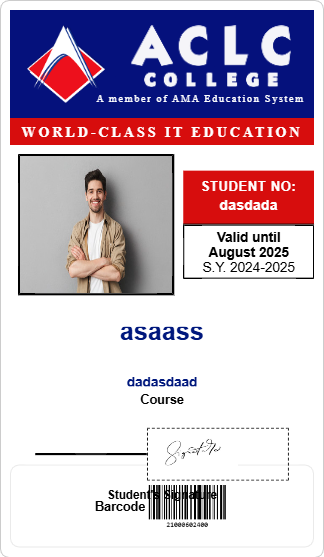 ACLC
COLLEGE
A member of AMA Education System
WORLD-CLASS IT EDUCATION
STUDENT NO:
dasdada
Valid until
August 2025
S.Y. 2024-2025
asaass
dadasdaad
Course
Student's Signature
Barcode
21000602400